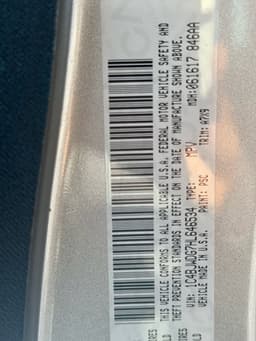 THIS VEHICLE CONFORMS TO ALL APPLICABLE U.S.A. FEDERAL MOTOR VEHICLE SAFETY AND
THEFT PREVENTION STANDARDS IN EFFECT ON THE DATE OF MANUFACTURE SHOWN ABOVE.
VIN: 1C4BJWDG7HL646534 TYPE: MPV MDH:061617 846AA
VEHICLE MADE IN U.S.A. PAINT: PSC TRIM: A7X9